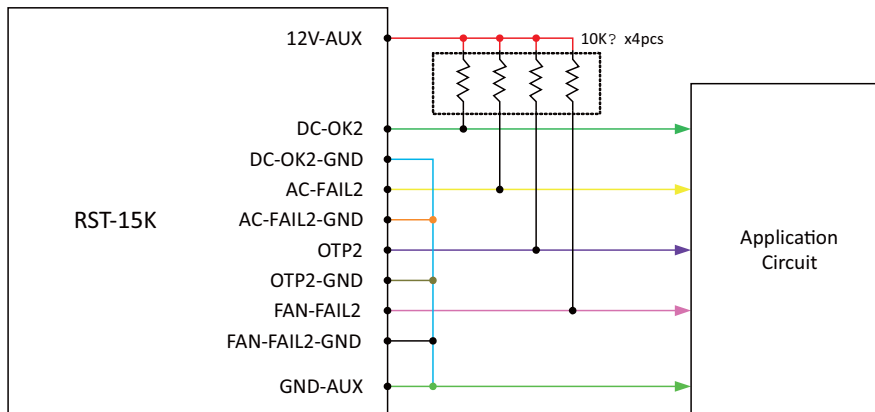 12V-AUX
10K? x4pcs
DC-OK2
DC-OK2-GND
AC-FAIL2
AC-FAIL2-GND
OTP2
OTP2-GND
FAN-FAIL2
FAN-FAIL2-GND
GND-AUX
RST-15K
Application
Circuit